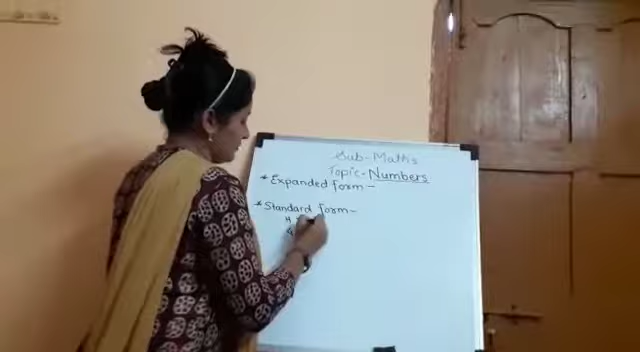 Sub-Maths
Topic-Numbers
* Expanded form -
* Standard form -
H